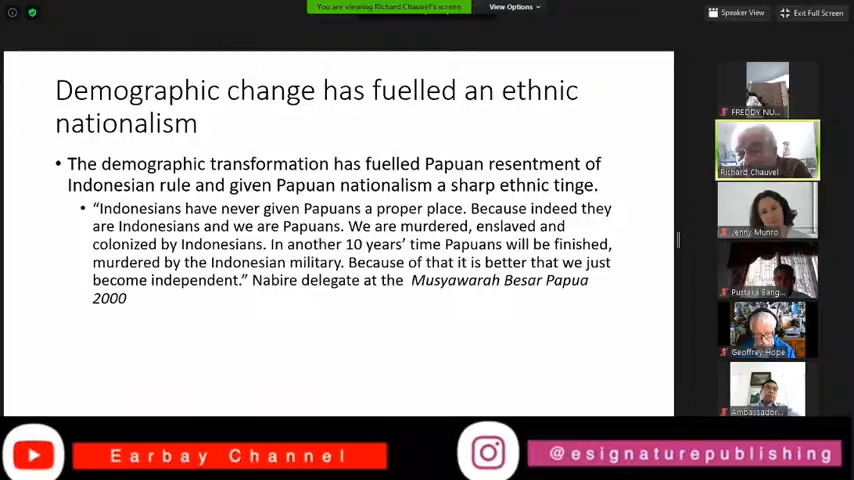 You are viewing Richard Chauvel's screen
View Options
Speaker View
Exit Full Screen
Demographic change has fuelled an ethnic
nationalism
• The demographic transformation has fuelled Papuan resentment of
Indonesian rule and given Papuan nationalism a sharp ethnic tinge.
• “Indonesians have never given Papuans a proper place. Because indeed they
are Indonesians and we are Papuans. We are murdered, enslaved and
colonized by Indonesians. In another 10 years’ time Papuans will be finished,
murdered by the Indonesian military. Because of that it is better that we just
become independent.” Nabire delegate at the Musyawarah Besar Papua
2000
FREDDY NU...
Richard Chauvel
Jenny Munro
Pustaka Bang...
Geoffrey Hope
Ambassador...
Earbay Channel
@esignaturepublishing